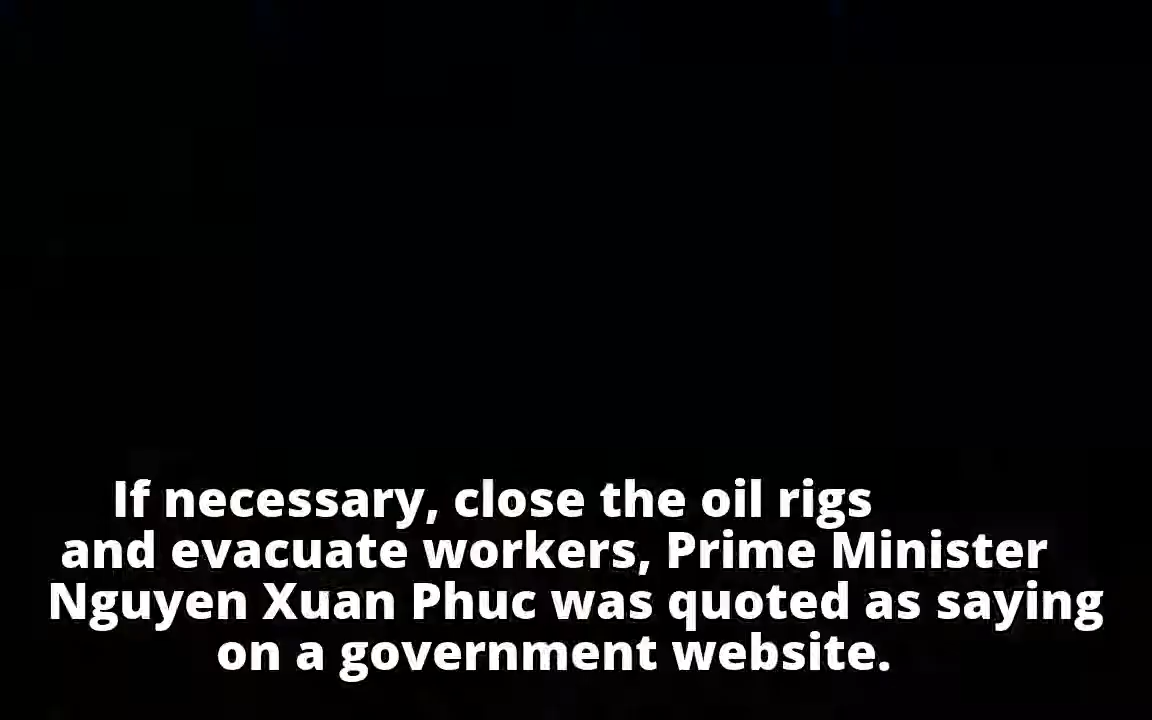 If necessary, close the oil rigs
and evacuate workers, Prime Minister
Nguyen Xuan Phuc was quoted as saying
on a government website.